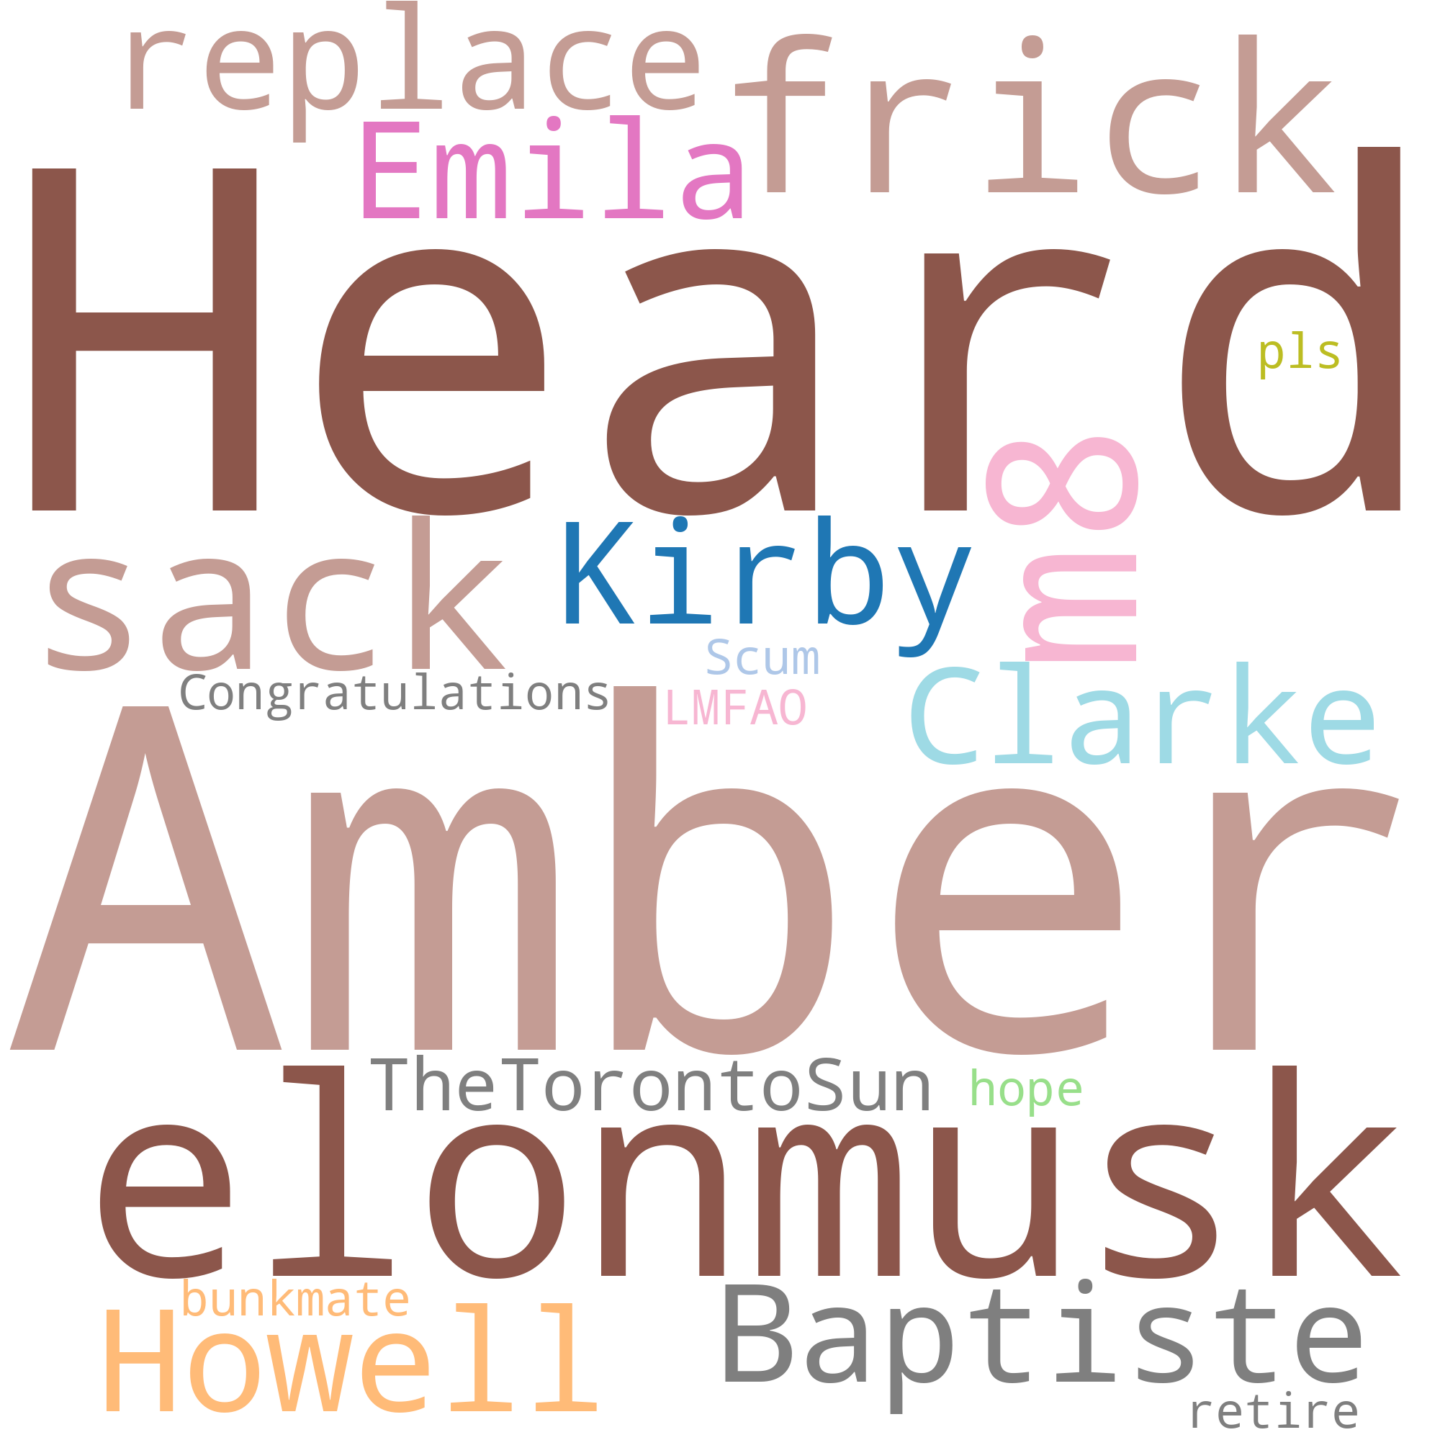 replace
frick
Emila
Heard
pls
m8
sack
Kirby
Scum
Clarke
Congratulations
LMFAO
Amber
TheTorontoSun
hope
elonmusk
bunkmate
Howell
Baptiste
retire